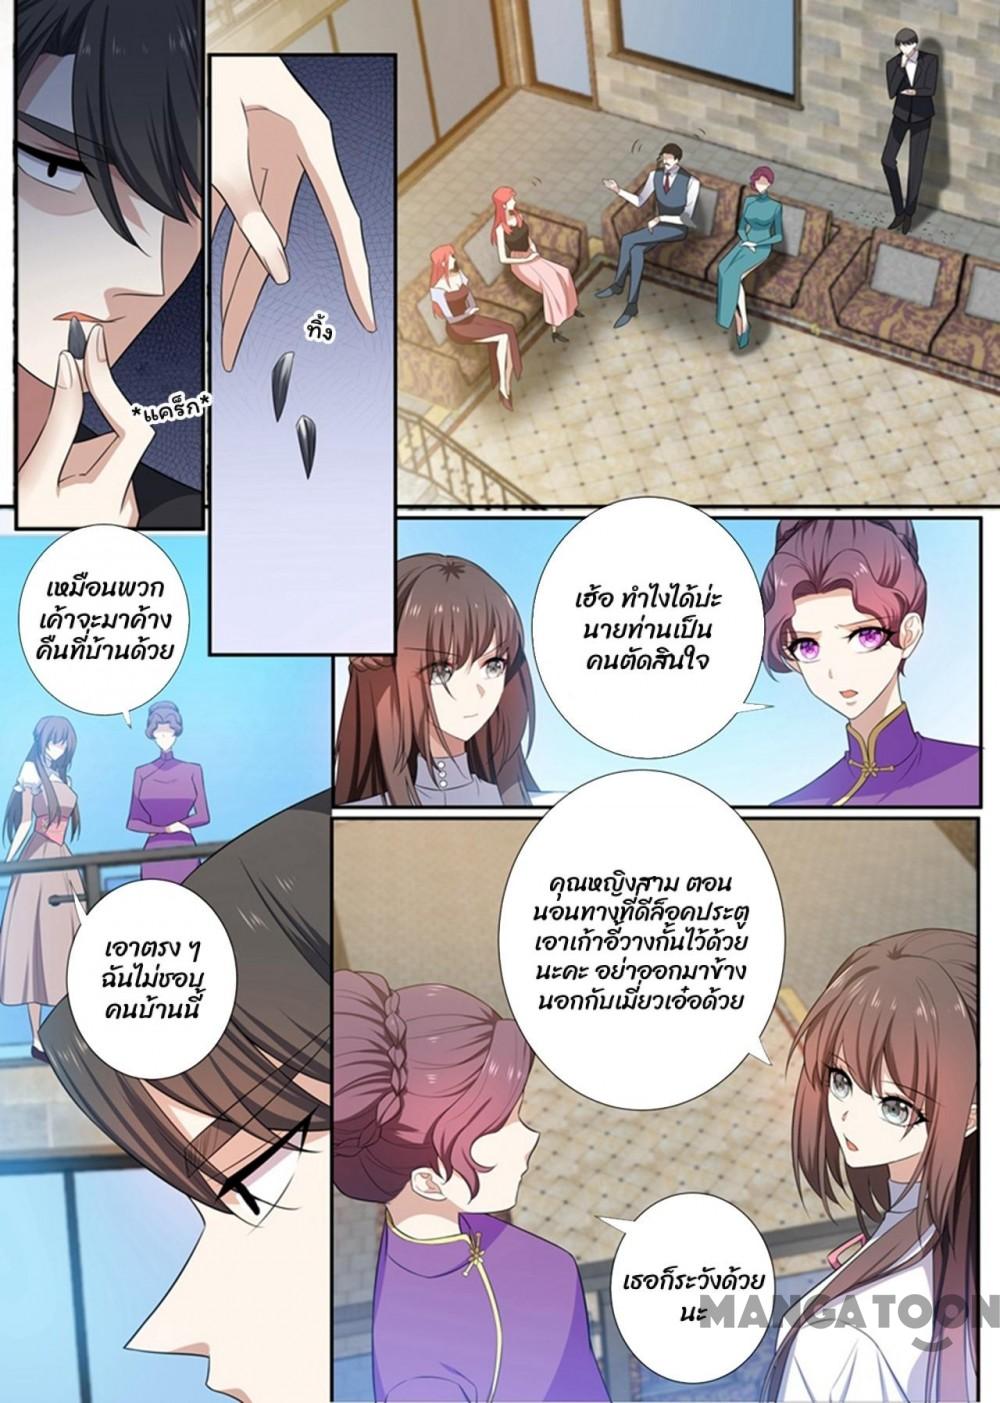 *แคร็ก*
ทิ้ง
เหมือนพวก
เค้าจะมาค้าง
คืนที่บ้านด้วย
เฮ้อ ทำไงได้บ่ะ
นายท่านเป็น
คนตัดสินใจ
เอาตรง ๆ
ฉันไม่ชอบ
คนบ้านนี้
คุณหญิงสาม ตอน
นอนทางที่ดีล็อคประตู
เอาเก้าอี้วางกั้นไว้ด้วย
นะคะ อย่าออกมาข้าง
นอกกับเมี่ยวเอ๋อด้วย
เธอก็ระวังด้วย
นะ
MANGATOON